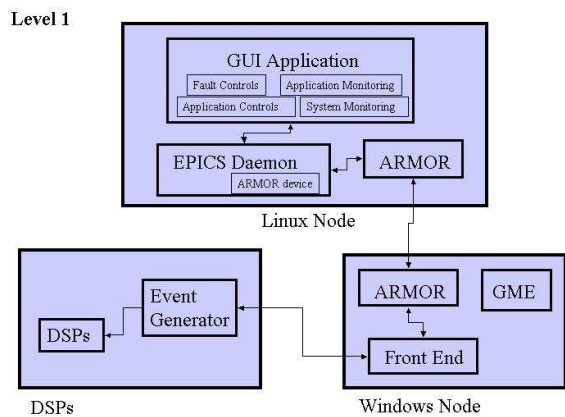 Level 1
GUI Application
Fault Controls
Application Monitoring
Application Controls
System Monitoring
EPICS Daemon
ARMOR device
ARMOR
Linux Node
Event
Generator
DSPs
DSPs
ARMOR
GME
Front End
Windows Node